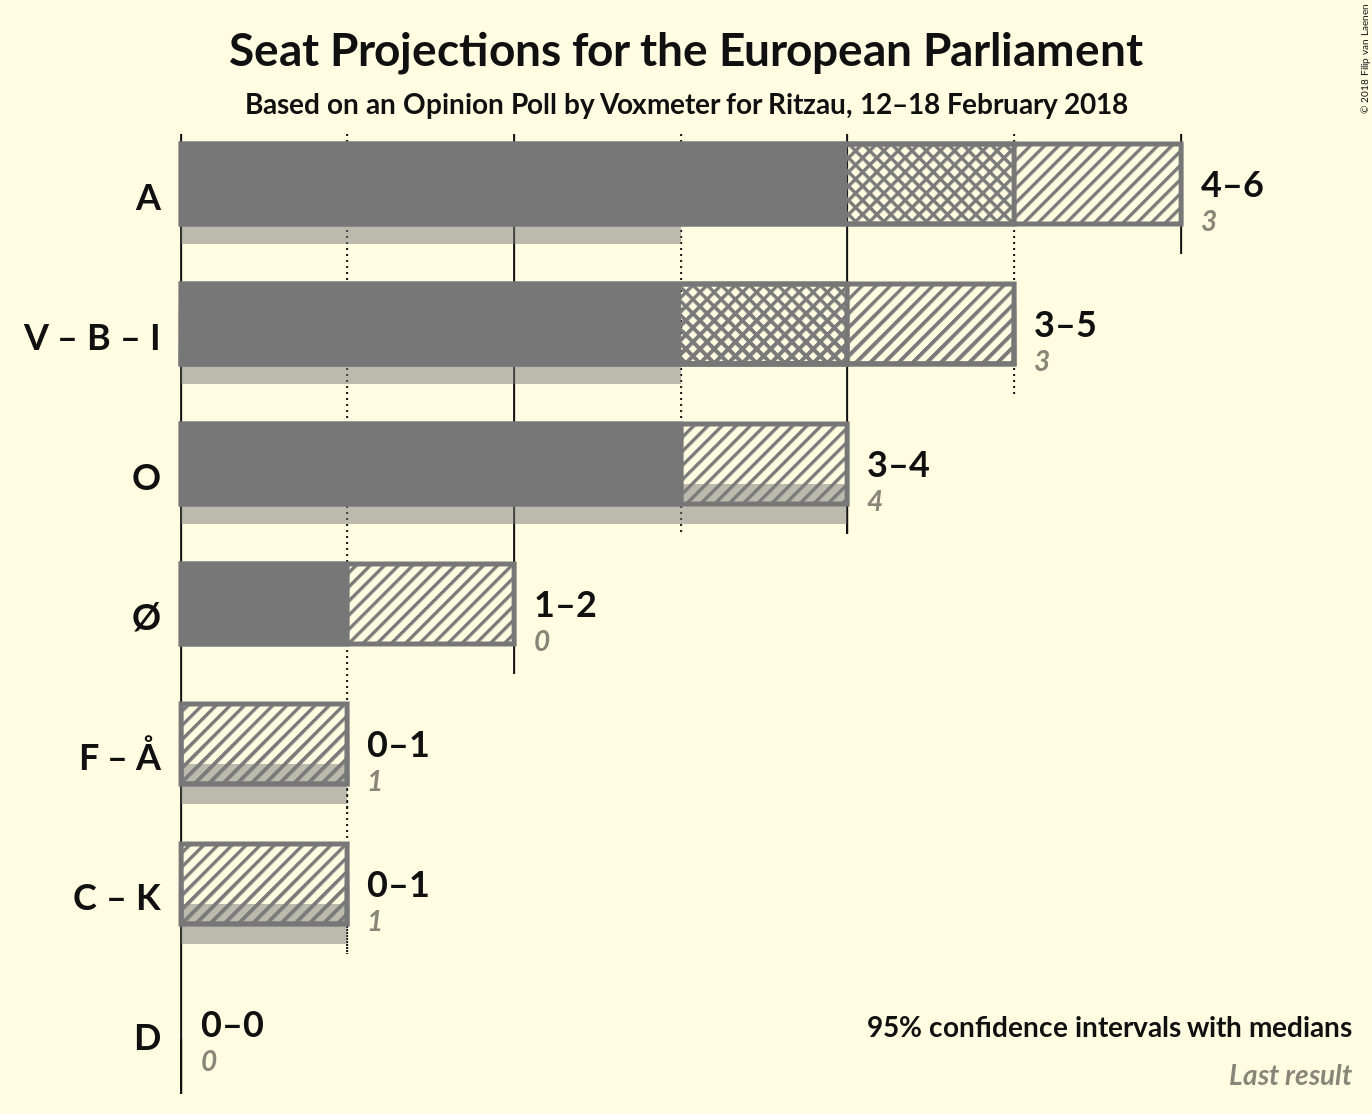 Seat Projections for the European Parliament
Based on an Opinion Poll by Voxmeter for Ritzau, 12–18 February 2018
© 2018 Filip van Laenen
A
4–6
3
V – B – I
3–5
3
O
3–4
4
Ø
1–2
0
F – Å
0–1
1
C – K
0–1
1
D
0–0
0
95% confidence intervals with medians
Last result